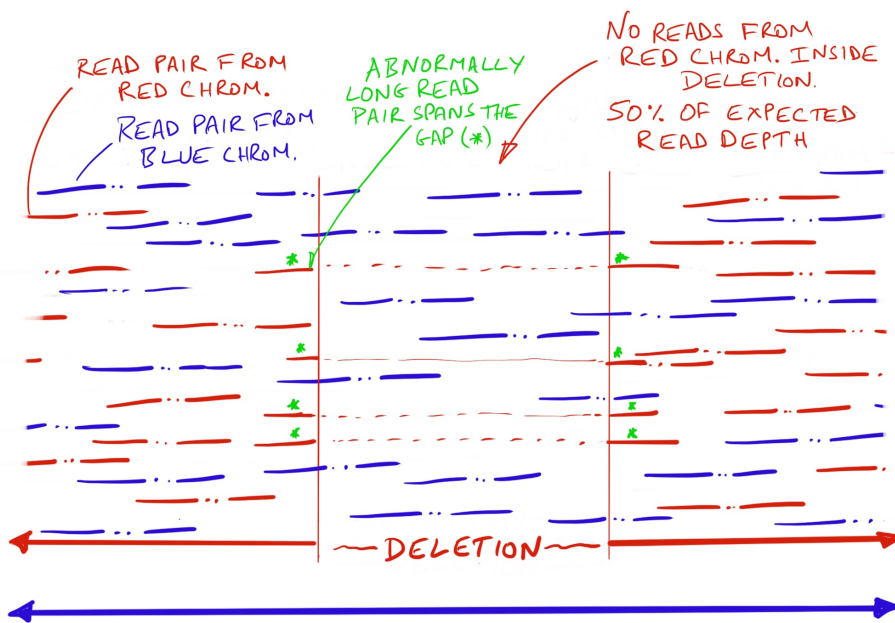 READ PAIR FROM
RED CHROM.
READ PAIR FROM
BLUE CHROM.
ABNORMALLY
LONG READ
PAIR SPANS THE
GAP (*)
NO READS FROM
RED CHROM. INSIDE
DELETION.
50% OF EXPECTED
READ DEPTH
*
*
*
*
*
*
*
*
DELETION